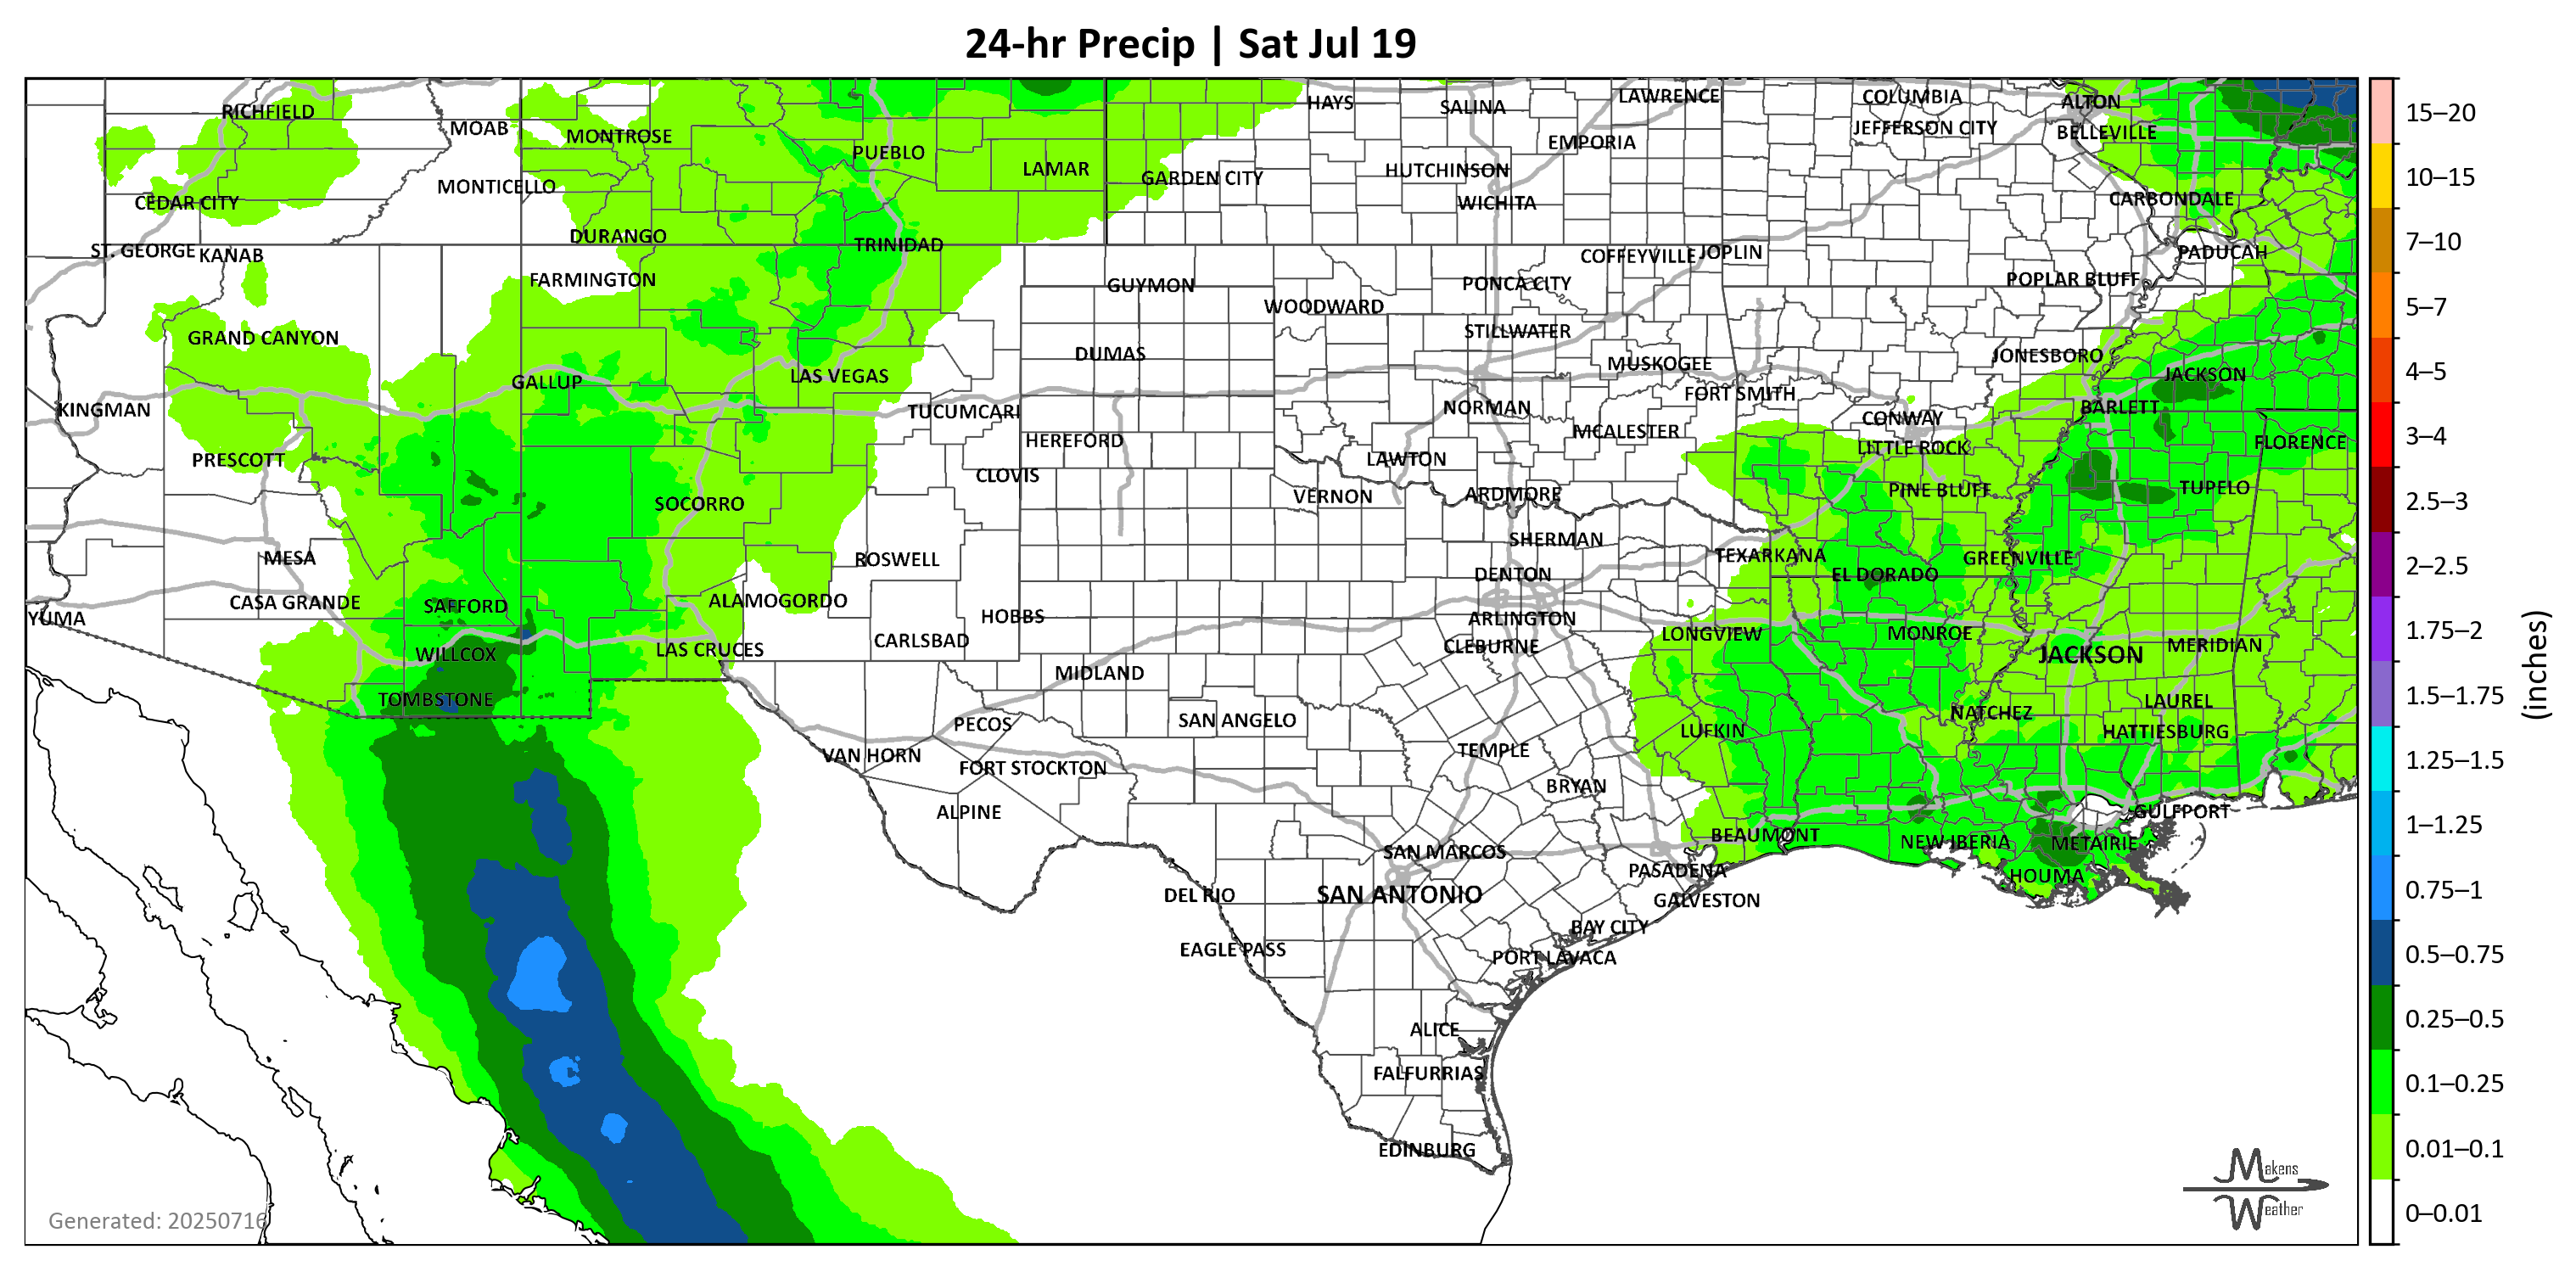 24-hr Precip | Sat Jul 19
RICHFIELD
MOAB
MONTROSE
PUEBLO
LAMAR
HAYS
SALINA
LAWRENCE
COLUMBIA
ALTON
JEFFERSON CITY
BELLEVILLE
EMPORIA
GARDEN CITY
HUTCHINSON
MONTICELLO
CEDAR CITY
WICHITA
CARBONDALE
DURANGO
TRINIDAD
ST. GEORGE
KANAB
COFFEYVILLE
JOPLIN
PADUCAH
FARMINGTON
GUYMON
PONCA CITY
POPLAR BLUFF
WOODWARD
GRAND CANYON
STILLWATER
DUMAS
MUSKOGEE
JONESBORO
GALLUP
LAS VEGAS
JACKSON
FORT SMITH
KINGMAN
TUCUMCARI
NORMAN
CONWAY
BARLETT
HEREFORD
MCALESTER
LITTLE ROCK
FLORENCE
PRESCOTT
CLOVIS
LAWTON
SOCORRO
VERNON
ARDMORE
PINE BLUFF
TUPELO
MESA
ROSWELL
SHERMAN
TEXARKANA
GREENVILLE
DENTON
EL DORADO
CASA GRANDE
SAFFORD
ALAMOGORDO
YUMA
HOBBS
ARLINGTON
WILLCOX
LAS CRUCES
CARLSBAD
CLEBURNE
LONGVIEW
MONROE
JACKSON
MERIDIAN
TOMBSTONE
MIDLAND
PECOS
SAN ANGELO
NATCHEZ
LAUREL
LUFKIN
HATTIESBURG
VAN HORN
FORT STOCKTON
TEMPLE
BRYAN
ALPINE
GULFPORT
BEAUMONT
NEW IBERIA
METAIRIE
SAN MARCOS
PASADENA
HOUMA
DEL RIO
SAN ANTONIO
GALVESTON
BAY CITY
EAGLE PASS
PORT LAVACA
ALICE
FALFURRIAS
EDINBURG
Generated: 20250716
Makens
Weather
15–20
10–15
7–10
5–7
4–5
3–4
2.5–3
2–2.5
1.75–2
1.5–1.75
1.25–1.5
1–1.25
0.75–1
0.5–0.75
0.25–0.5
0.1–0.25
0.01–0.1
0–0.01
(inches)